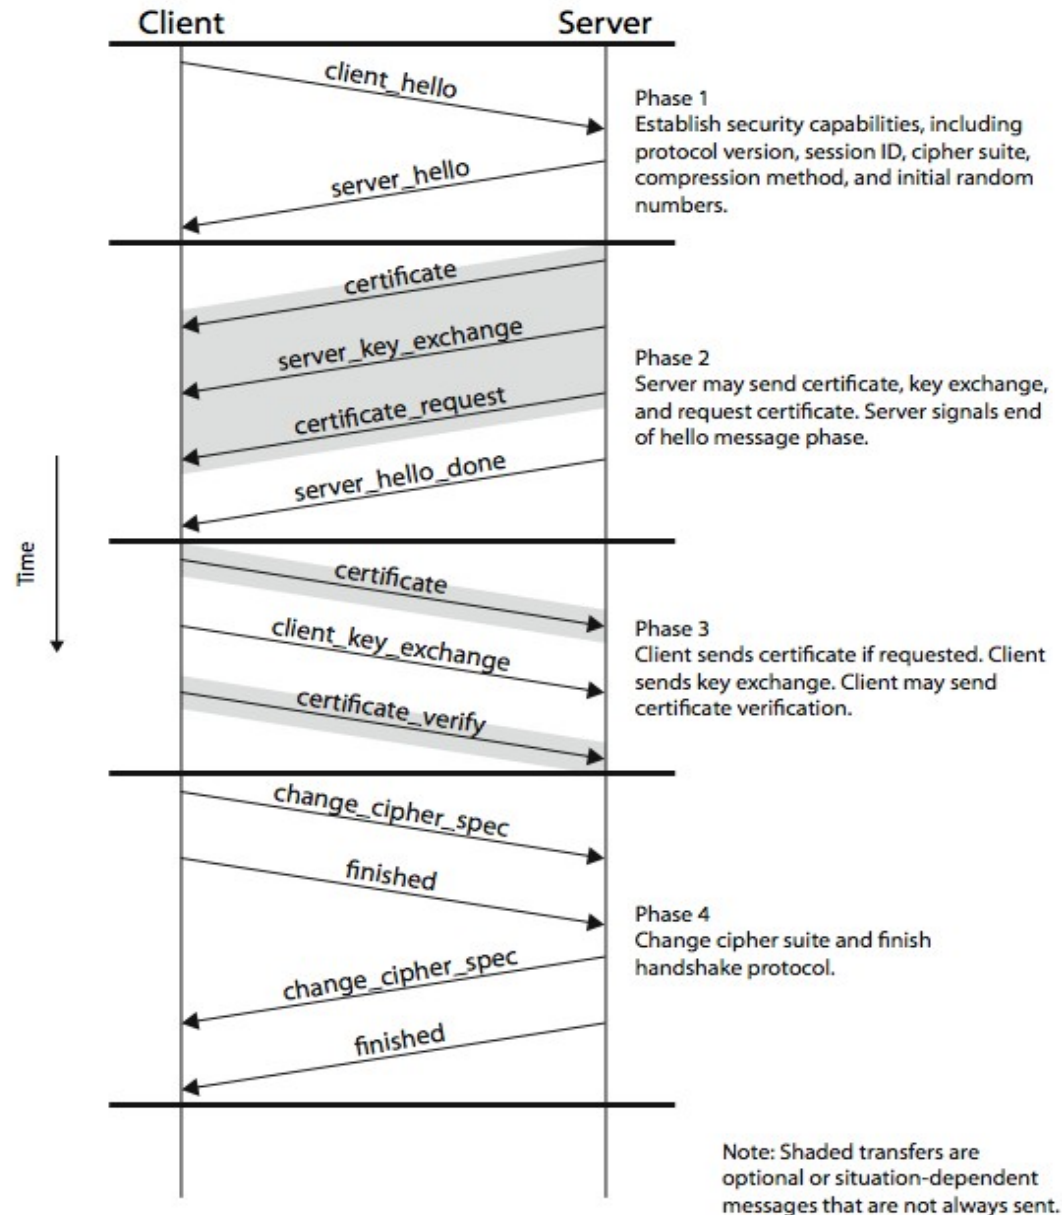 Client
Server
client_hello
server_hello
Phase 1
Establish security capabilities, including
protocol version, session ID, cipher suite,
compression method, and initial random
numbers.
certificate
server_key_exchange
certificate_request
server_hello_done
Phase 2
Server may send certificate, key exchange,
and request certificate. Server signals end
of hello message phase.
Time
certificate
client_key_exchange
certificate_verify
Phase 3
Client sends certificate if requested. Client
sends key exchange. Client may send
certificate verification.
change_cipher_spec
finished
change_cipher_spec
finished
Phase 4
Change cipher suite and finish
handshake protocol.
Note: Shaded transfers are
optional or situation-dependent
messages that are not always sent.